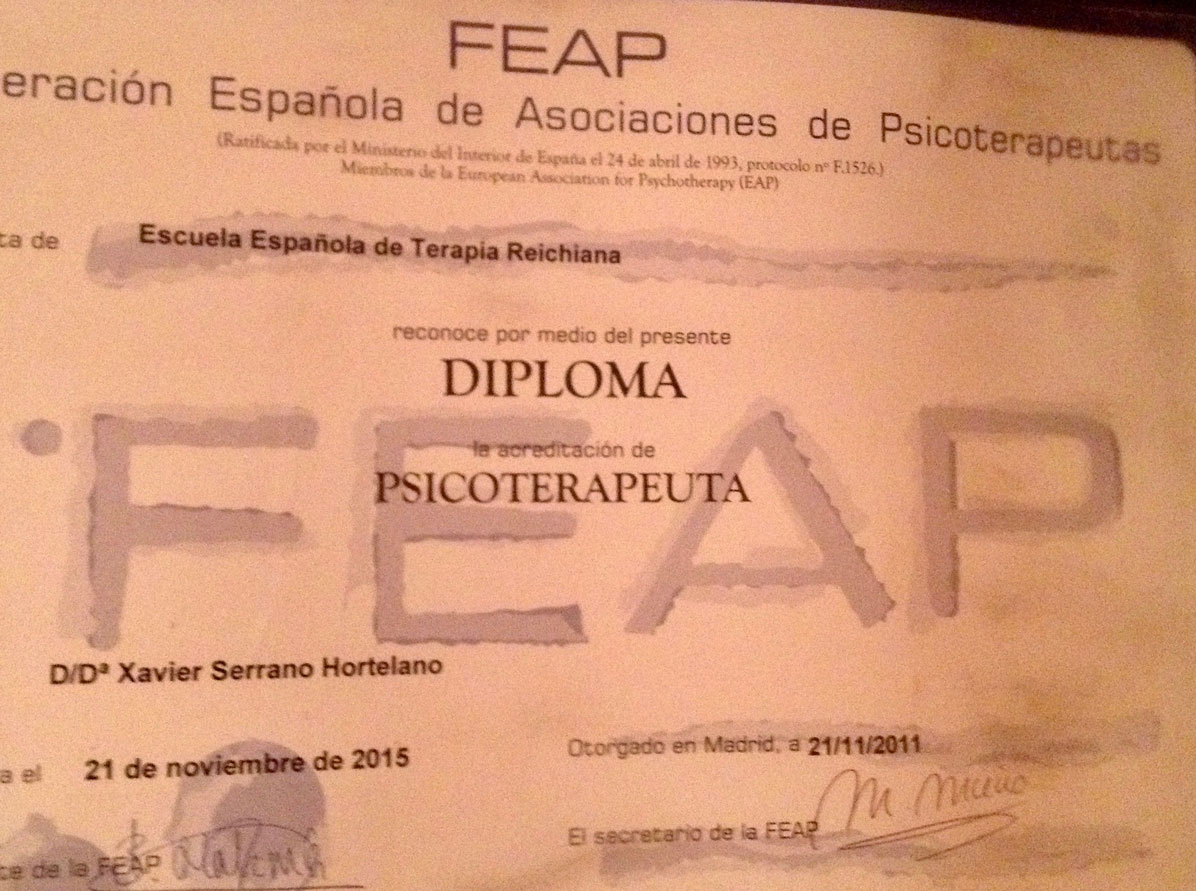 FEAP
eración Española de Asociaciones de Psicoterapeutas
(Ratificada por el Ministerio del Interior de España el 24 de abril de 1993, protocolo nº F.1526.)
Miembros de la European Association for Psychotherapy (EAP)
ta de Escuela Española de Terapia Reichiana
reconoce por medio del presente
DIPLOMA
la acreditación de
PSICOTERAPEUTA
FEAP
D/Dª Xavier Serrano Hortelano
a el 21 de noviembre de 2015
Otorgado en Madrid, a 21/11/2011
te de la FEAP
El secretario de la FEAP